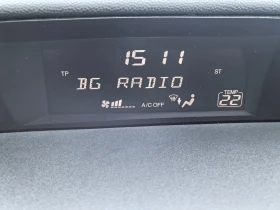 15 11
TP ST
BG RADIO
A/C OFF
TEMP
22